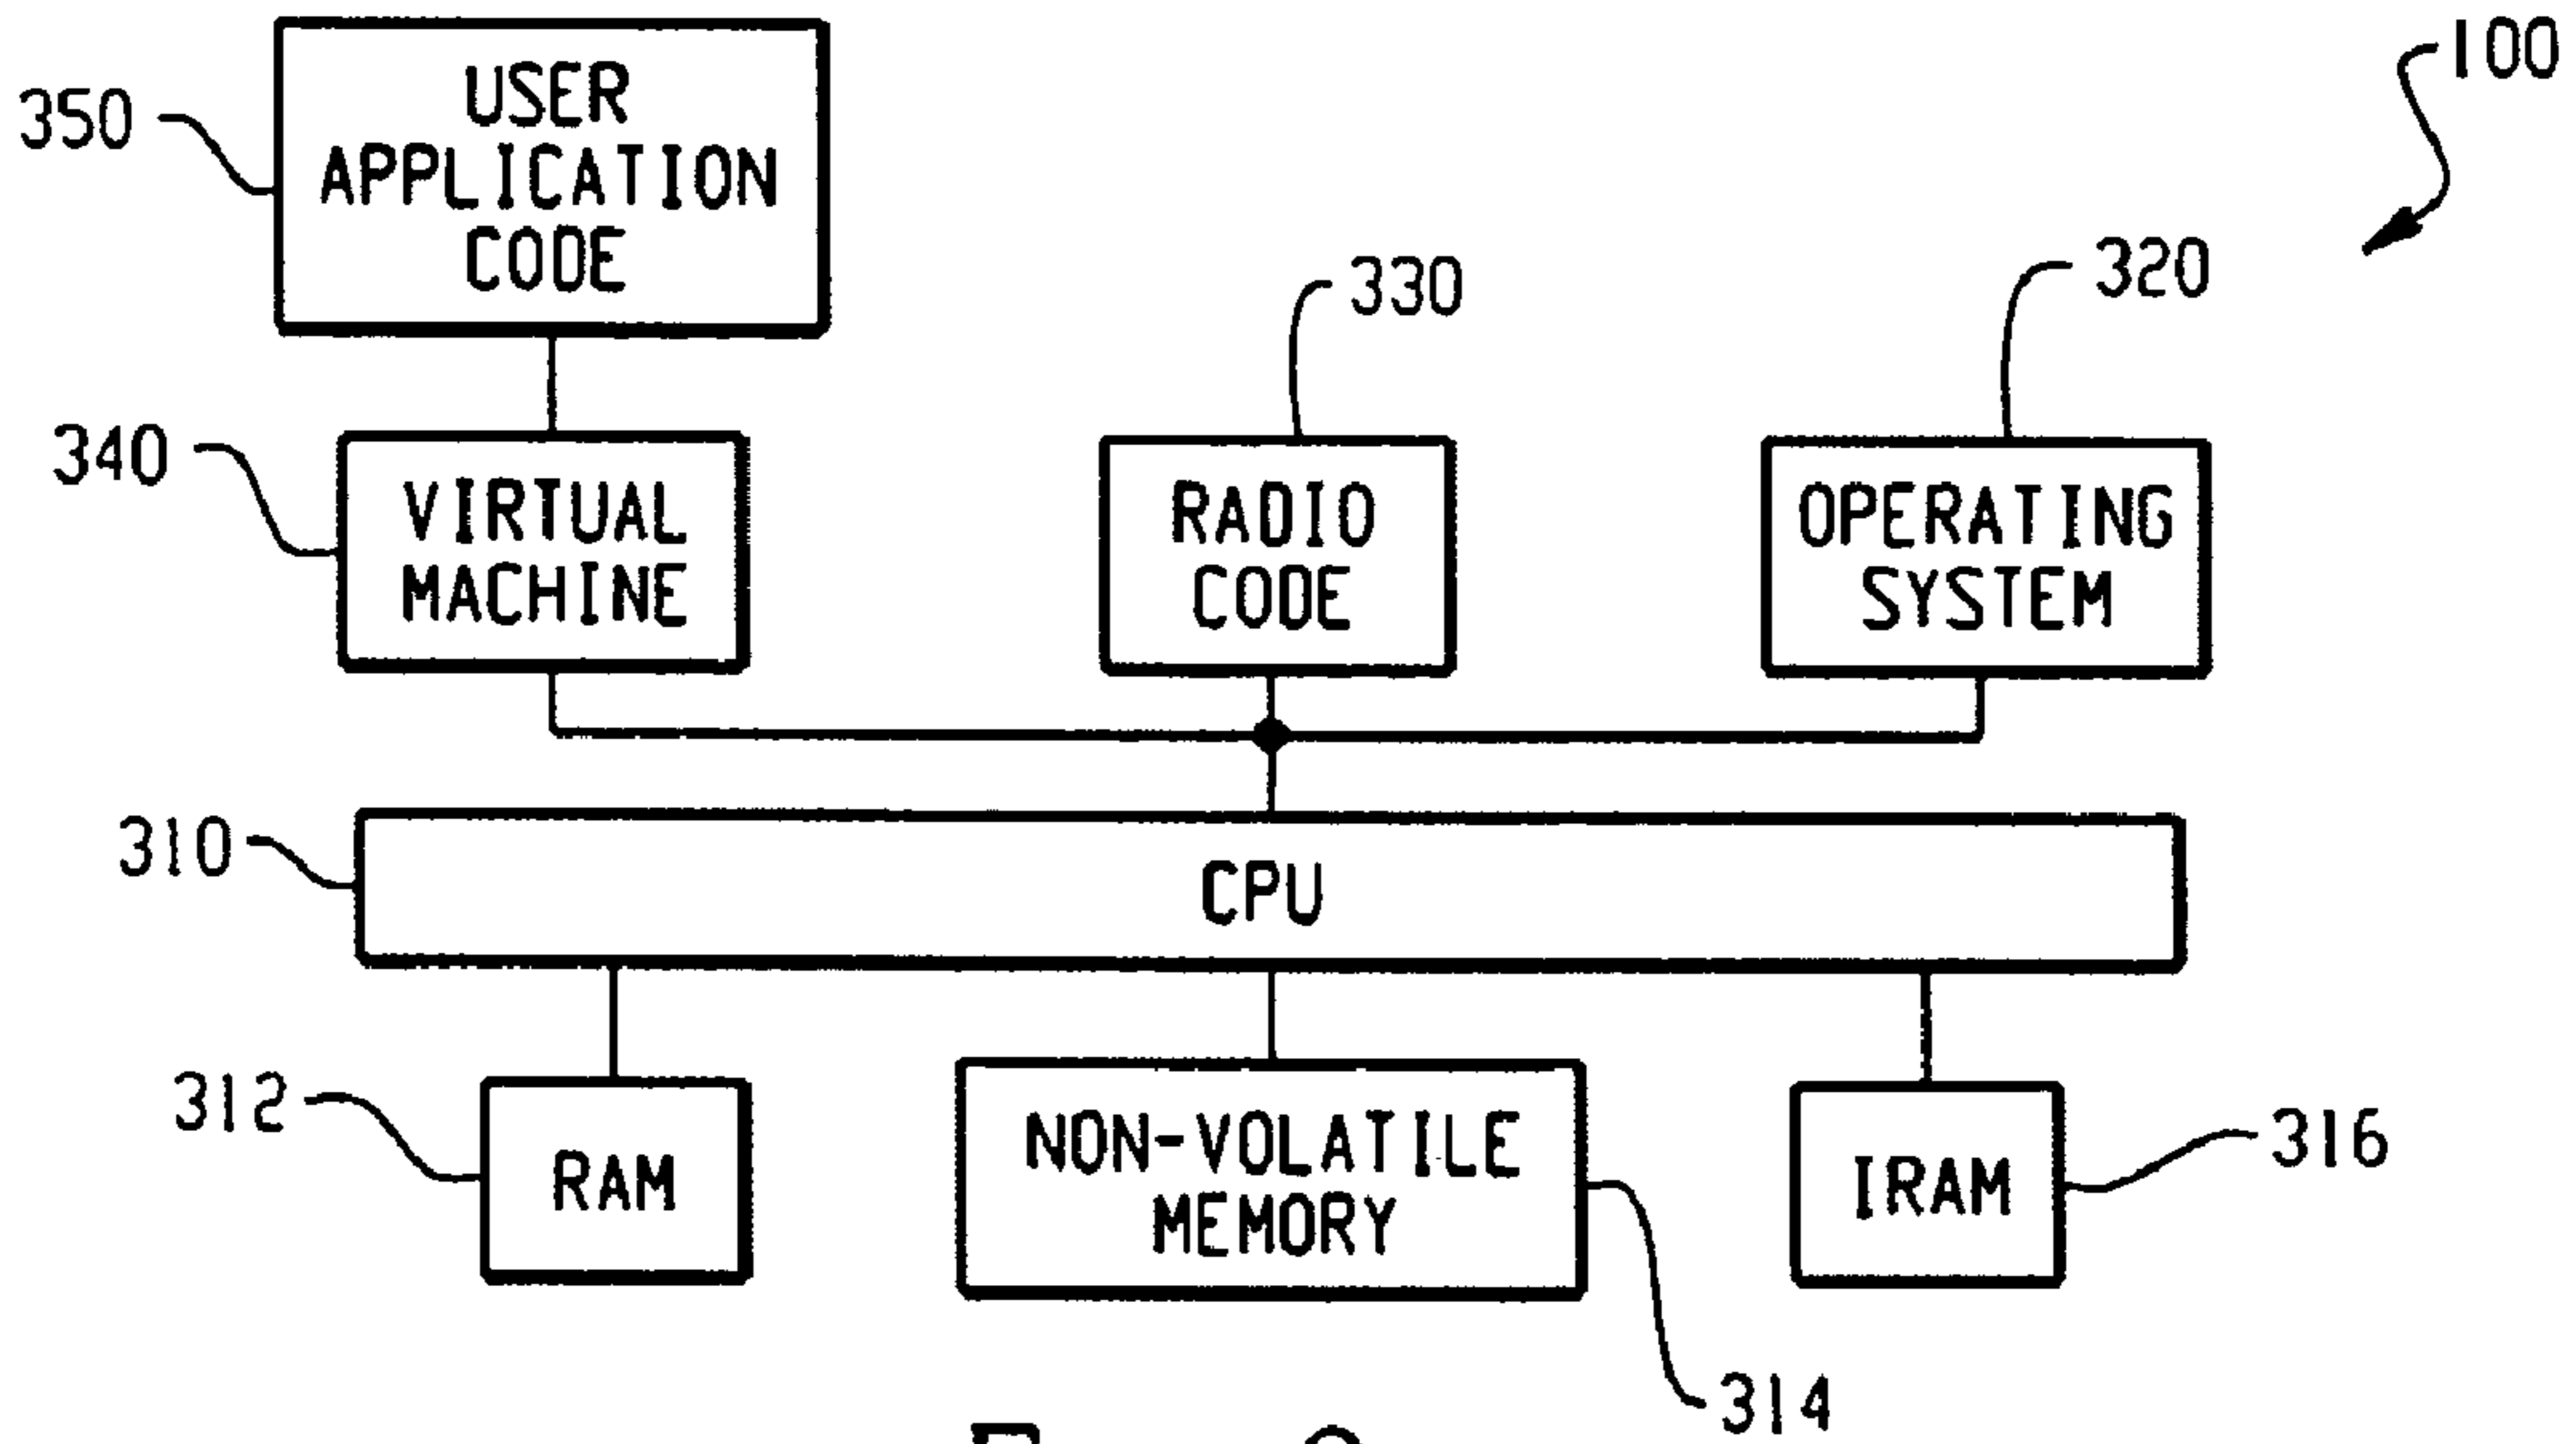 100
350
USER
APPLICATION
CODE
330
320
340
VIRTUAL
MACHINE
RADIO
CODE
OPERATING
SYSTEM
310
CPU
312
RAM
NON-VOLATILE
MEMORY
IRAM
316
314